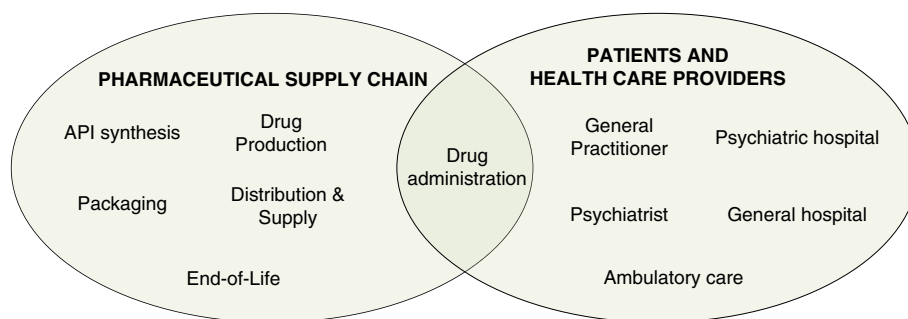 PHARMACEUTICAL SUPPLY CHAIN
API synthesis
Drug
Production
Packaging
Distribution &
Supply
End-of-Life
Drug
administration
PATIENTS AND
HEALTH CARE PROVIDERS
General
Practitioner
Psychiatric hospital
Psychiatrist
General hospital
Ambulatory care